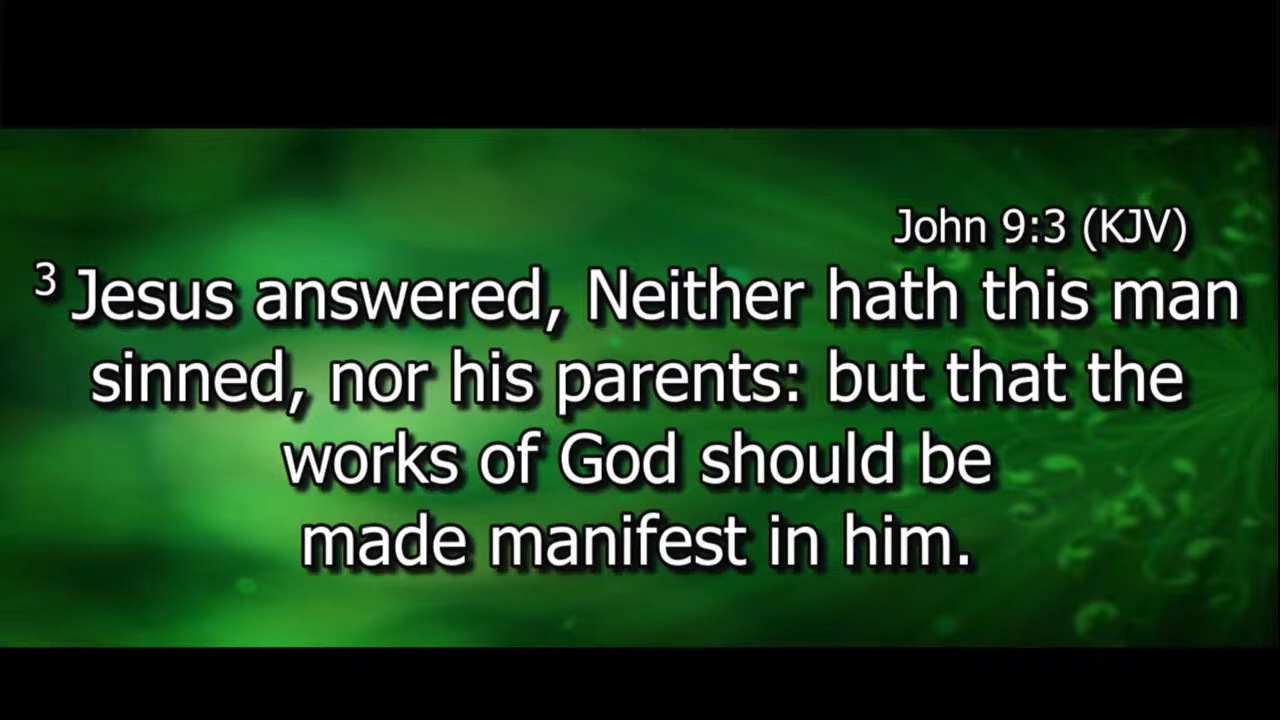 John 9:3 (KJV)
3 Jesus answered, Neither hath this man
sinned, nor his parents: but that the
works of God should be
made manifest in him.